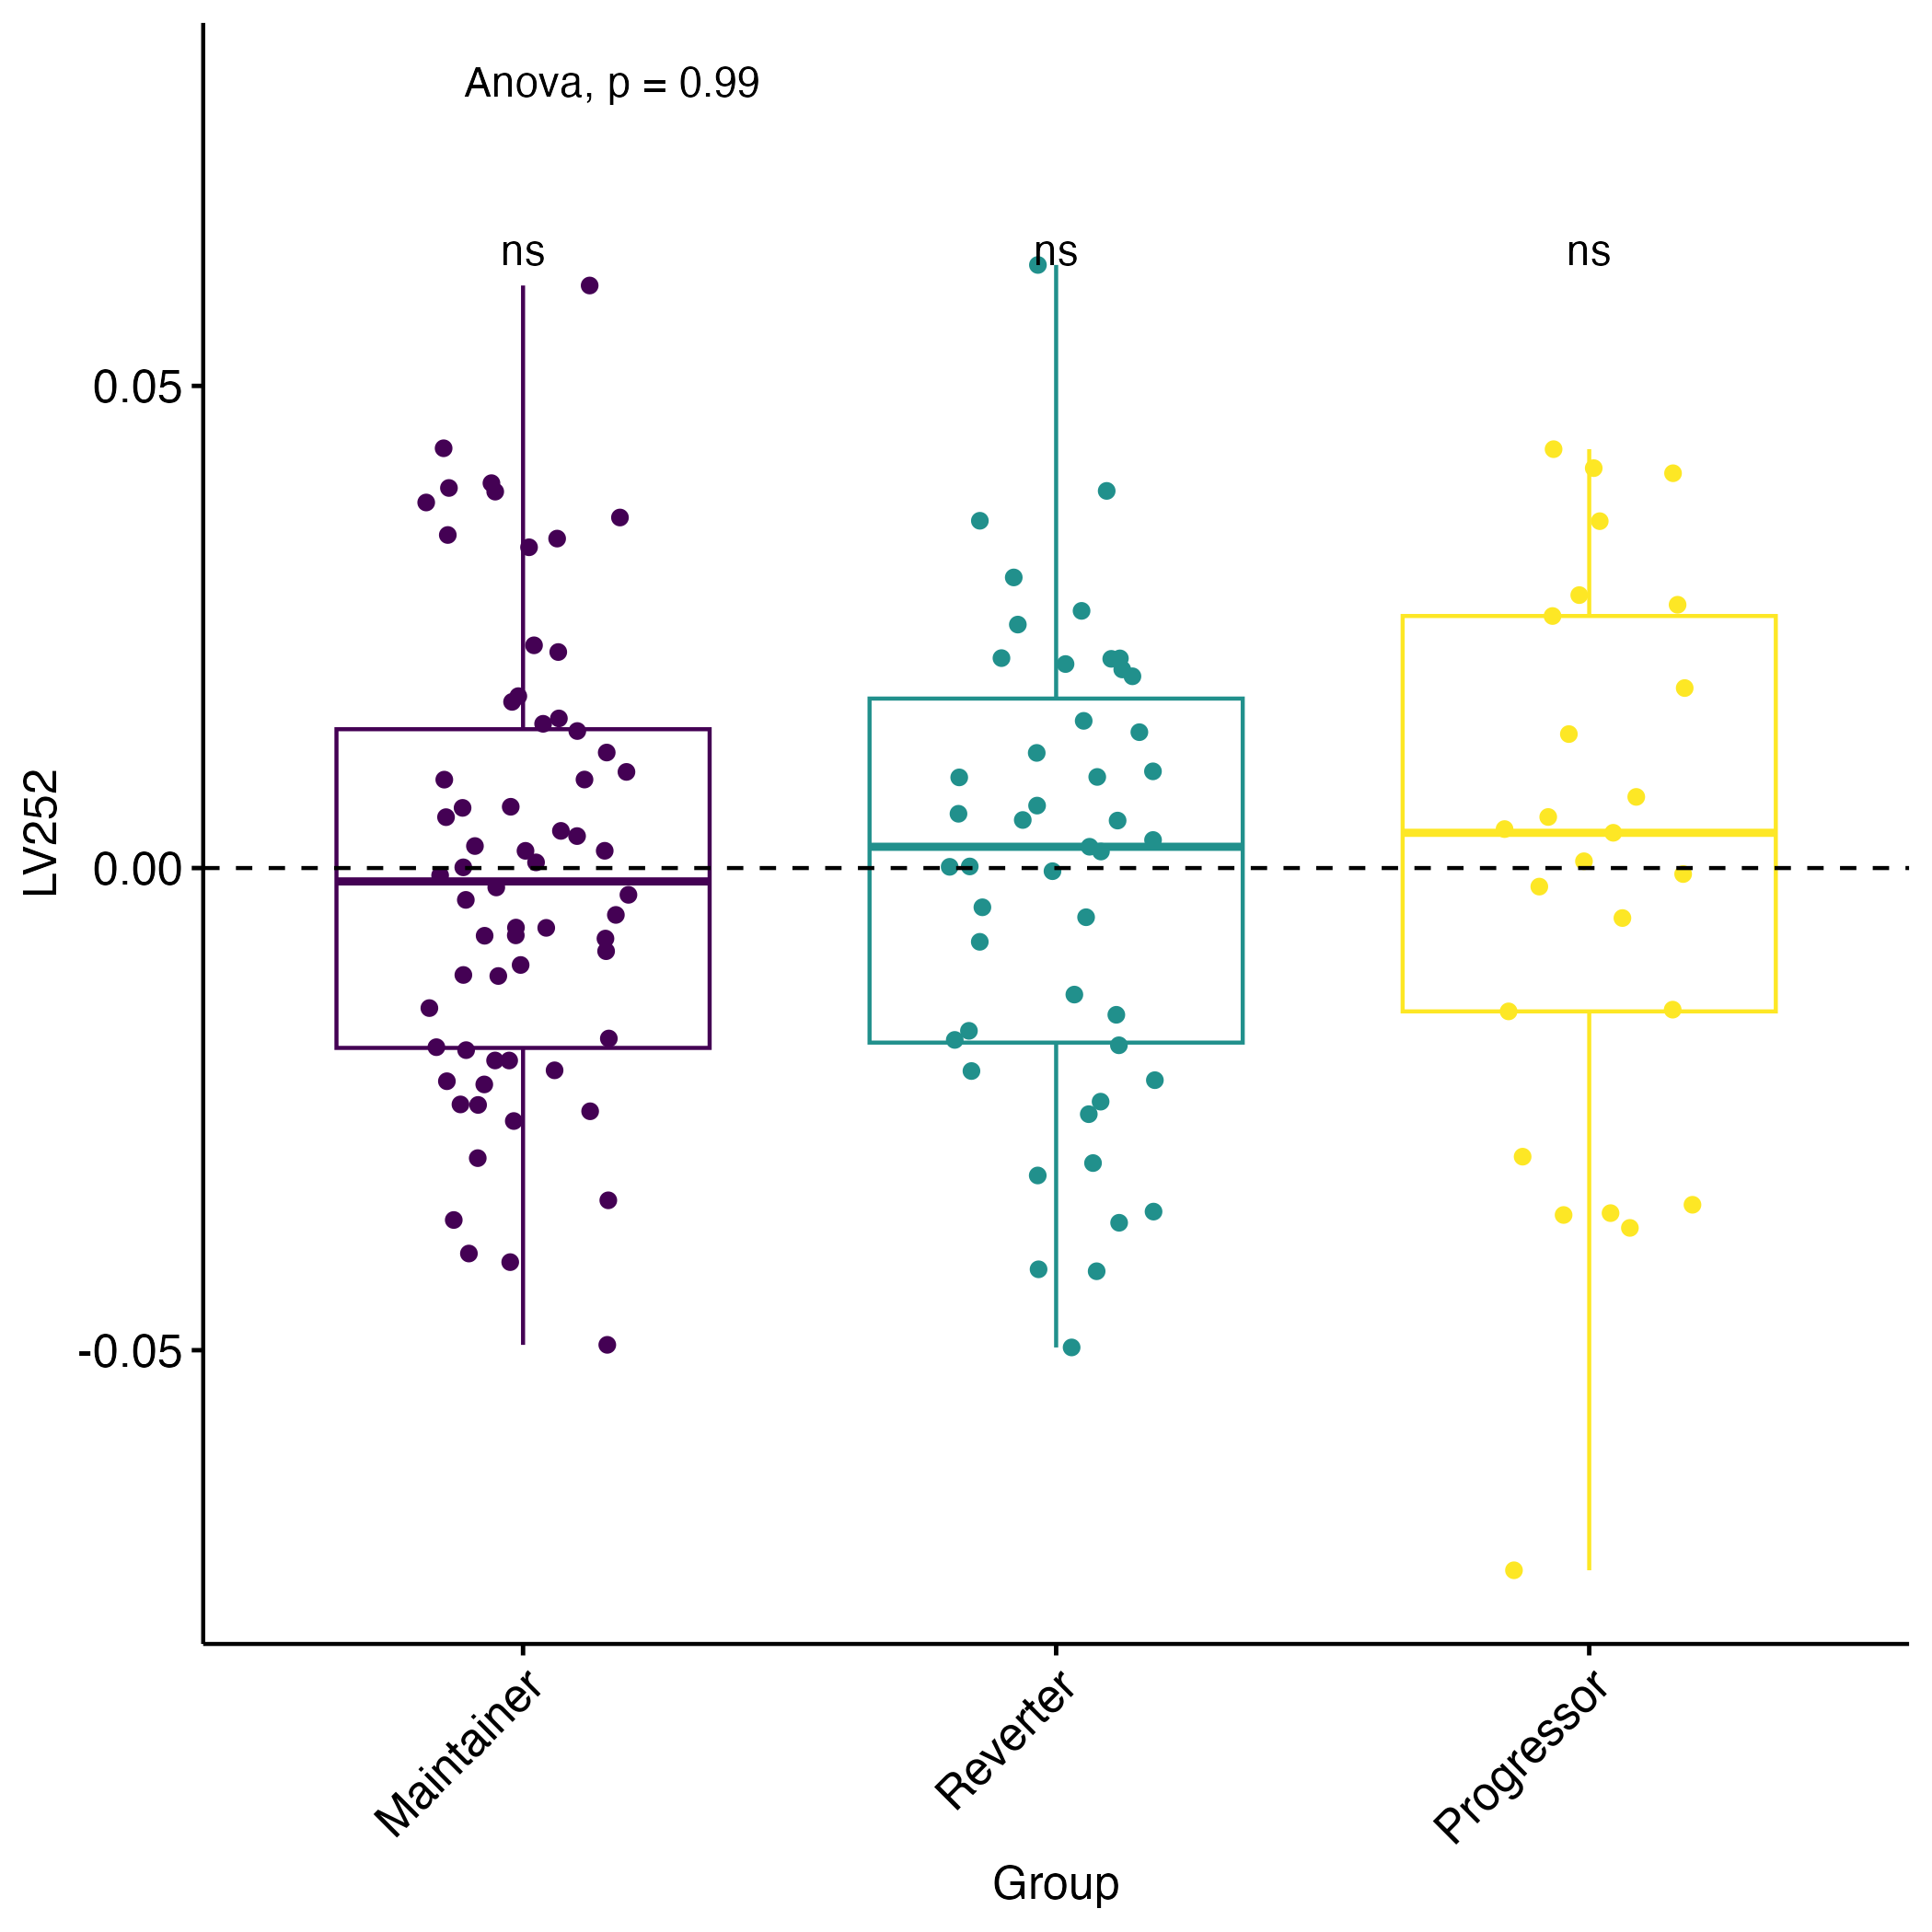 Anova, p = 0.99
ns
ns
ns
0.05
0.00
-0.05
LV252
Maintainer
Reverter
Progressor
Group